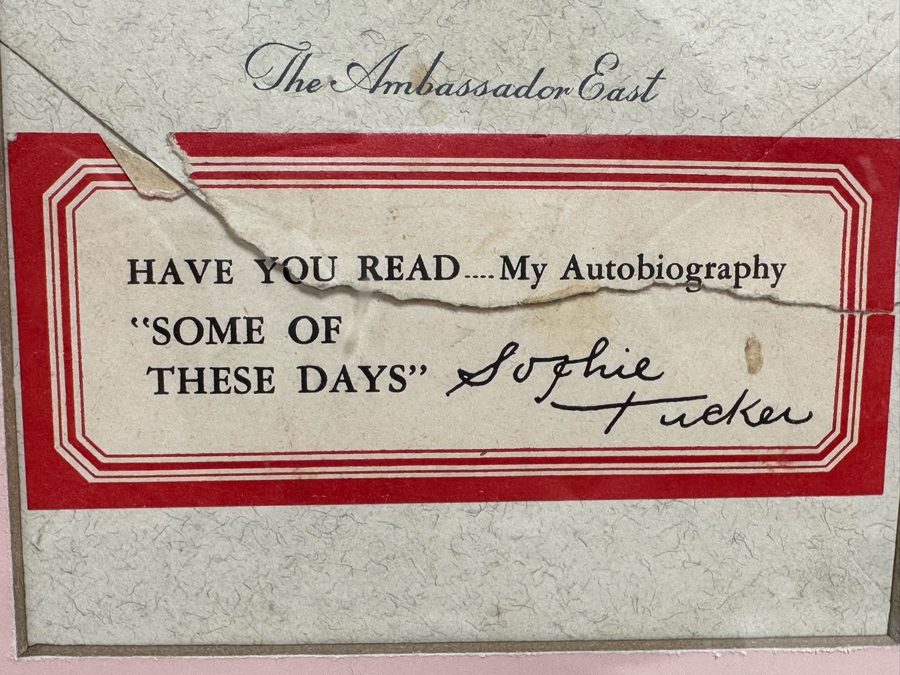 The Ambassador East
HAVE YOU READ....My Autobiography
“SOME OF
THESE DAYS” Sophie
Tucker